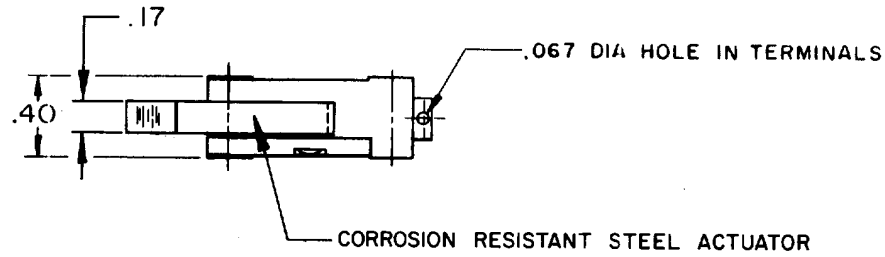 .17
.067 DIA HOLE IN TERMINALS
.40
CORROSION RESISTANT STEEL ACTUATOR